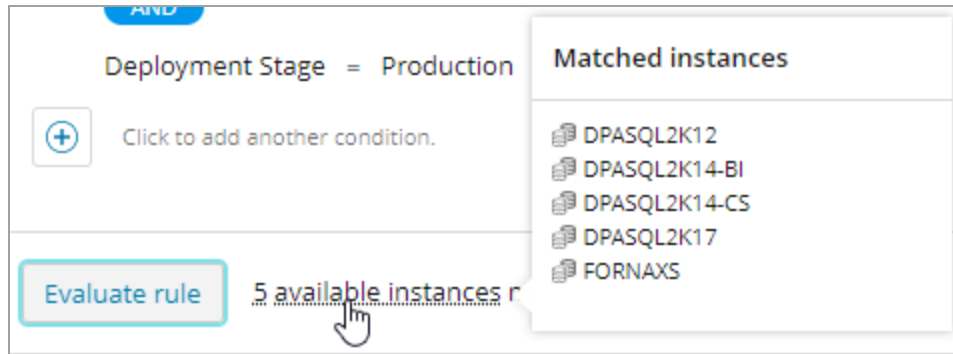 AND
Deployment Stage = Production
Click to add another condition.
Evaluate rule
5 available instances
Matched instances
DPASQL2K12
DPASQL2K14-BI
DPASQL2K14-CS
DPASQL2K17
FORNAXS